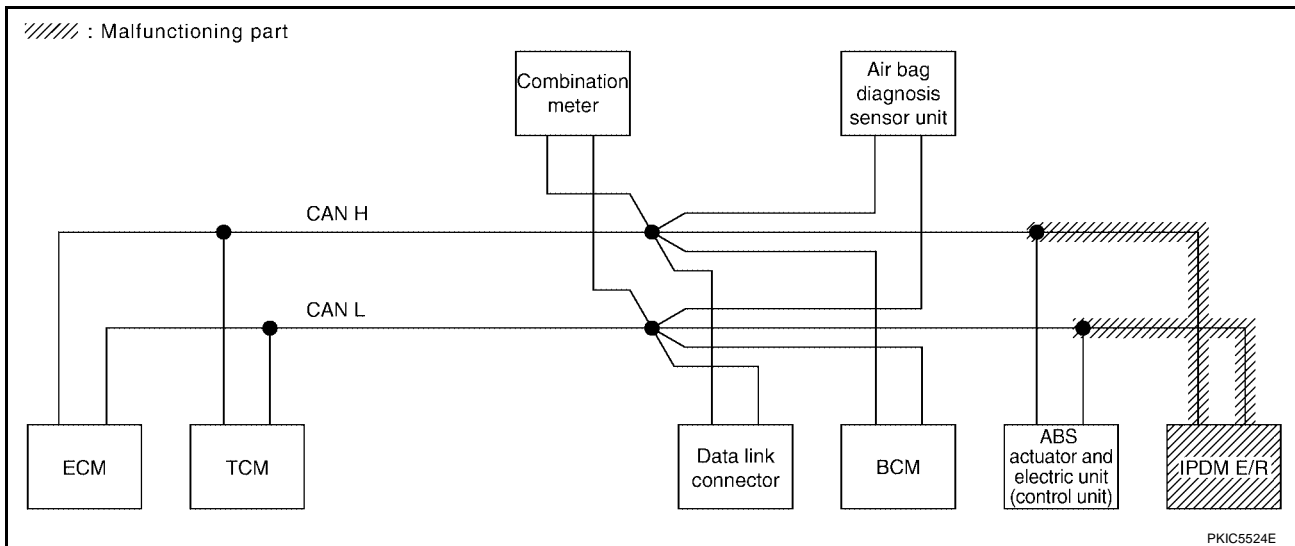 : Malfunctioning part
Combination
meter
Air bag
diagnosis
sensor unit
CAN H
CAN L
ECM
TCM
Data link
connector
BCM
ABS
actuator and
electric unit
(control unit)
IPDM E/R
PKIC5524E